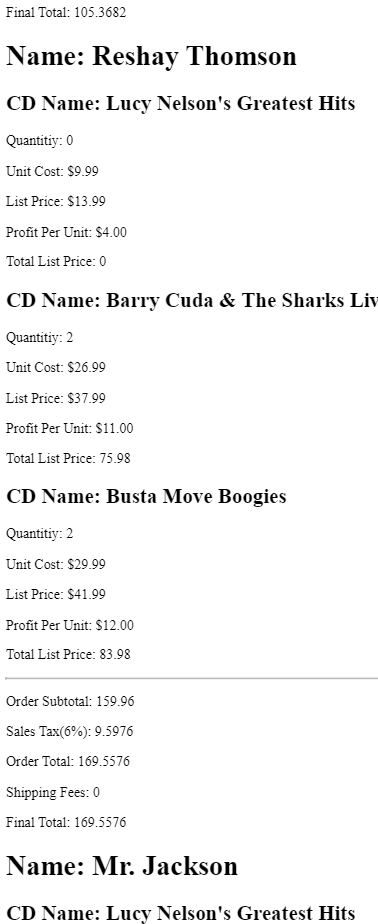 Final Total: 105.3682
Name: Reshay Thomson
CD Name: Lucy Nelson's Greatest Hits
Quantitiy: 0
Unit Cost: $9.99
List Price: $13.99
Profit Per Unit: $4.00
Total List Price: 0
CD Name: Barry Cuda & The Sharks Liv
Quantitiy: 2
Unit Cost: $26.99
List Price: $37.99
Profit Per Unit: $11.00
Total List Price: 75.98
CD Name: Busta Move Boogies
Quantitiy: 2
Unit Cost: $29.99
List Price: $41.99
Profit Per Unit: $12.00
Total List Price: 83.98
Order Subtotal: 159.96
Sales Tax(6%): 9.5976
Order Total: 169.5576
Shipping Fees: 0
Final Total: 169.5576
Name: Mr. Jackson
CD Name: Lucy Nelson's Greatest Hits